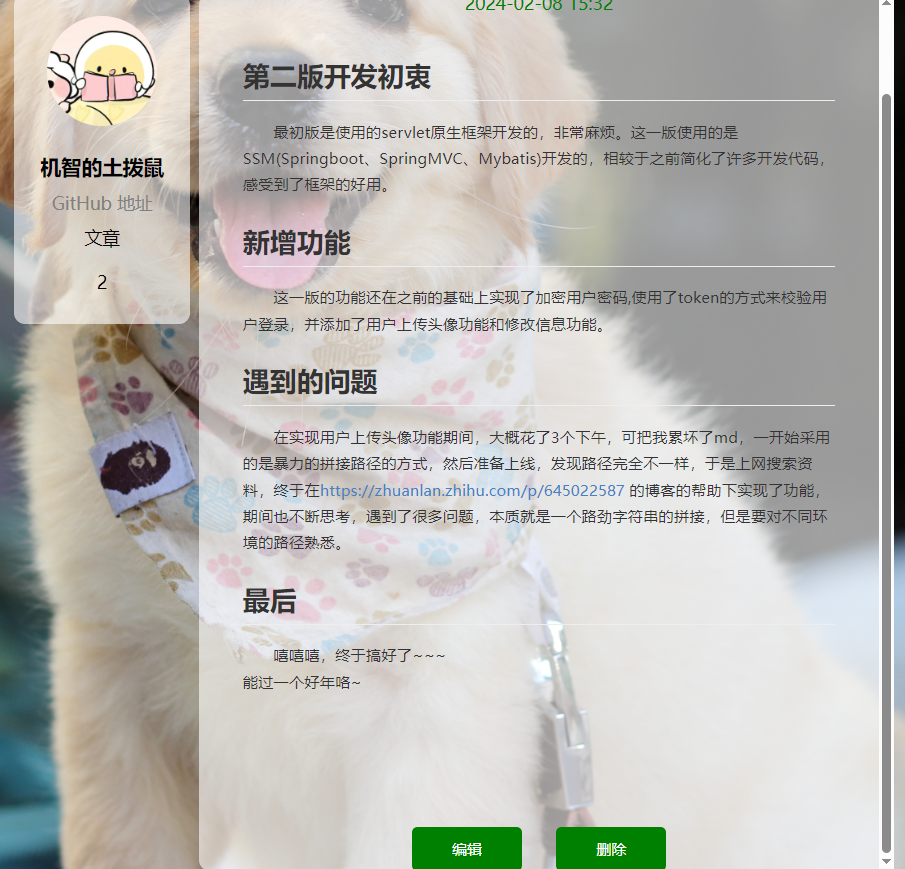 2024-02-08 15:32
机智的土拨鼠
GitHub 地址
文章
2
第二版开发初衷
最初版是使用的servlet原生框架开发的，非常麻烦。这一版使用的是
SSM(Springboot、SpringMVC、Mybatis)开发的，相较于之前简化了许多开发代码，
感受到了框架的好用。
新增功能
这一版的功能还在之前的基础上实现了加密用户密码,使用了token的方式来校验用
户登录，并添加了用户上传头像功能和修改信息功能。
遇到的问题
在实现用户上传头像功能期间，大概花了3个下午，可把我累坏了md，一开始采用
的是暴力的拼接路径的方式，然后准备上线，发现路径完全不一样，于是上网搜索资
料，终于在https://zhuanlan.zhihu.com/p/645022587 的博客的帮助下实现了功能，
期间也不断思考，遇到了很多问题，本质就是一个路劲字符串的拼接，但是要对不同环
境的路径熟悉。
最后
嘻嘻嘻，终于搞好了~~~
能过一个好年咯~
编辑
删除